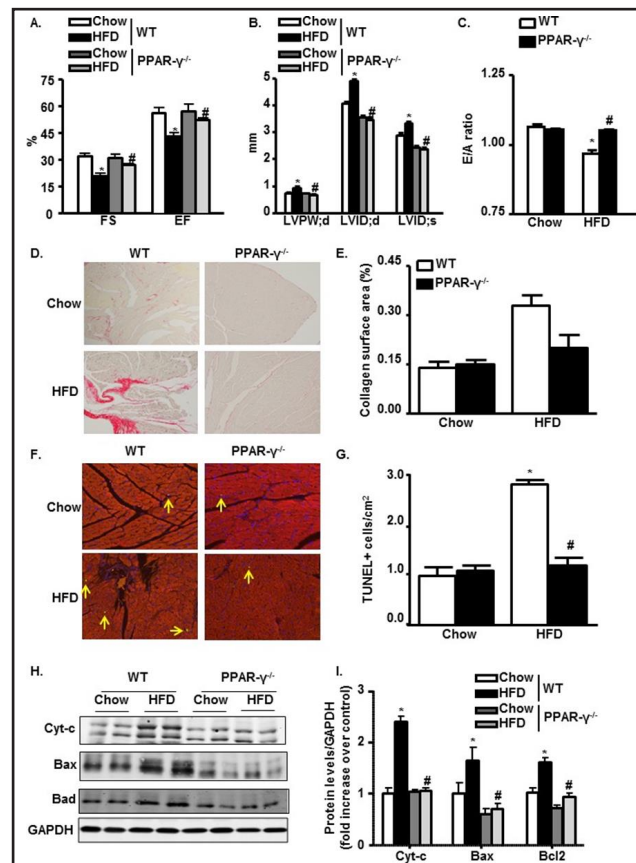 A.
Chow
HFD
WT
Chow
HFD
PPAR-γ-/-
%
60
45
30
15
0
*
#
*
#
FS
EF
B.
Chow
HFD
WT
Chow
HFD
PPAR-γ-/-
mm
5
4
3
2
1
0
*
#
*
#
*
#
LVPW;d
LVID;d
LVID;s
C.
WT
PPAR-γ-/-
E/A ratio
1.25
1.00
0.75
*
#
Chow
HFD
D.
WT
PPAR-γ-/-
Chow
HFD
E.
WT
PPAR-γ-/-
Collagen surface area (%)
0.45
0.30
0.15
0.00
Chow
HFD
F.
WT
PPAR-γ-/-
Chow
HFD
G.
TUNEL+ cells/cm2
3.0
2.0
1.0
0.0
*
#
Chow
HFD
H.
WT
PPAR-γ-/-
Chow
HFD
Chow
HFD
Cyt-c
Bax
Bad
GAPDH
I.
Chow
HFD
WT
Chow
HFD
PPAR-γ-/-
Protein levels/GAPDH
(fold increase over control)
3
2
1
0
*
#
*
#
*
#
Cyt-c
Bax
Bcl2